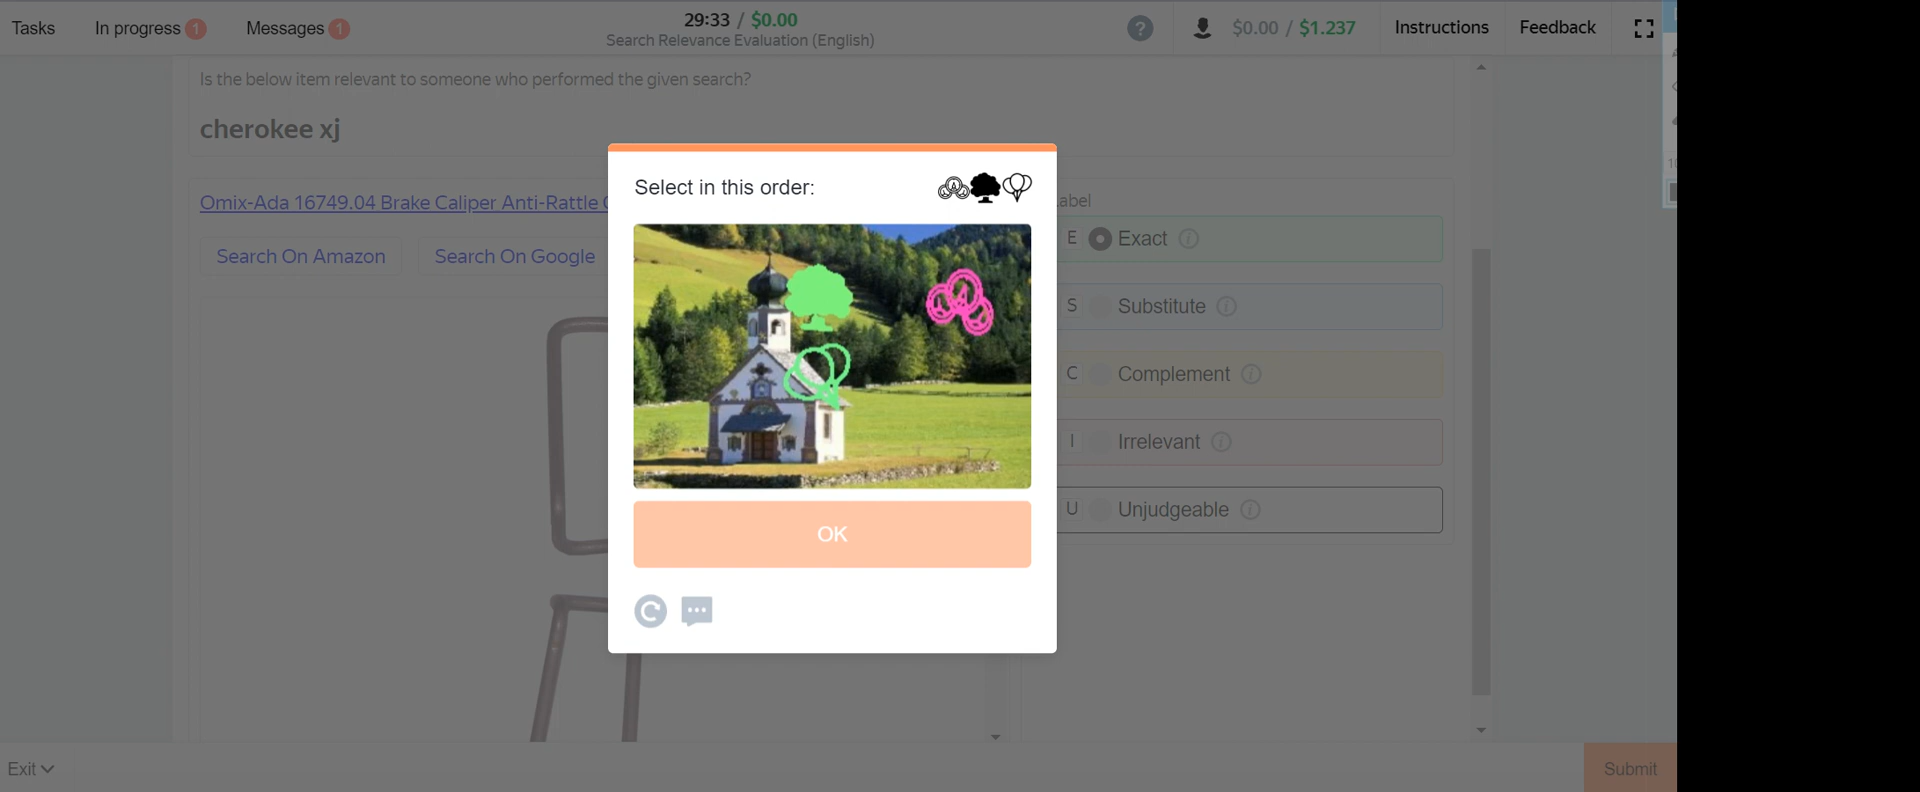 Tasks
In progress 1
Messages 1
29:33 / $0.00
Search Relevance Evaluation (English)
?
$0.00 / $1.237
Instructions
Feedback
Is the below item relevant to someone who performed the given search?
cherokee xj
Omix-Ada 16749.04 Brake Caliper Anti-Rattle
Search On Amazon
Search On Google
Select in this order:
OK
abel
E Exact i
S Substitute i
C Complement i
I Irrelevant i
U Unjudgeable i
Exit
Submit